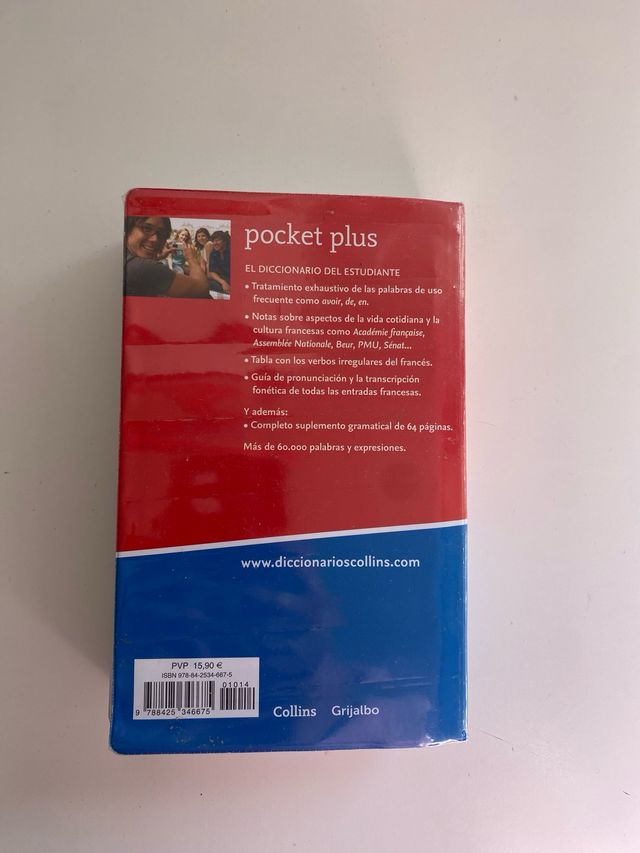 pocket plus
EL DICCIONARIO DEL ESTUDIANTE
• Tratamiento exhaustivo de las palabras de uso
frecuente como avoir, de, en.
• Notas sobre aspectos de la vida cotidiana y la
cultura francesas como Académie française,
Assemblée Nationale, Beur, PMU, Sénat...
• Tabla con los verbos irregulares del francés.
• Guía de pronunciación y la transcripción
fonética de todas las entradas francesas.
Y además:
• Completo suplemento gramatical de 64 páginas.
Más de 60.000 palabras y expresiones.
www.diccionarioscollins.com
PVP 15,90 €
ISBN 978-84-2534-667-5
01014
9 788425 346675
Collins Grijalbo